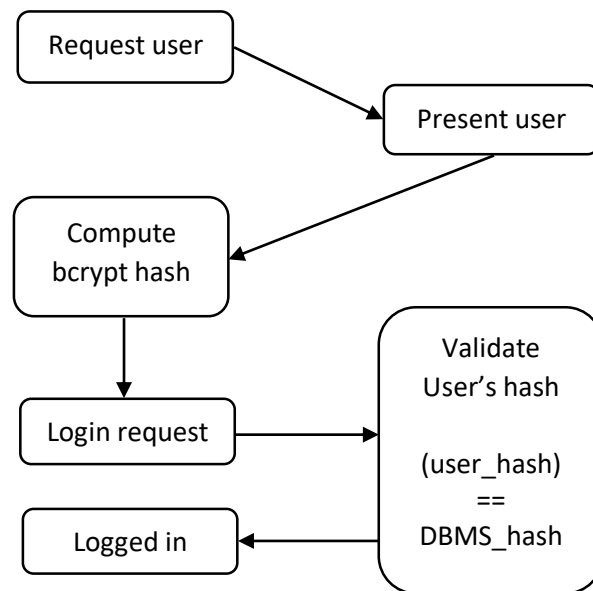 Request user
Present user
Compute
bcrypt hash
Login request
Validate
User’s hash
(user_hash)
==
DBMS_hash
Logged in